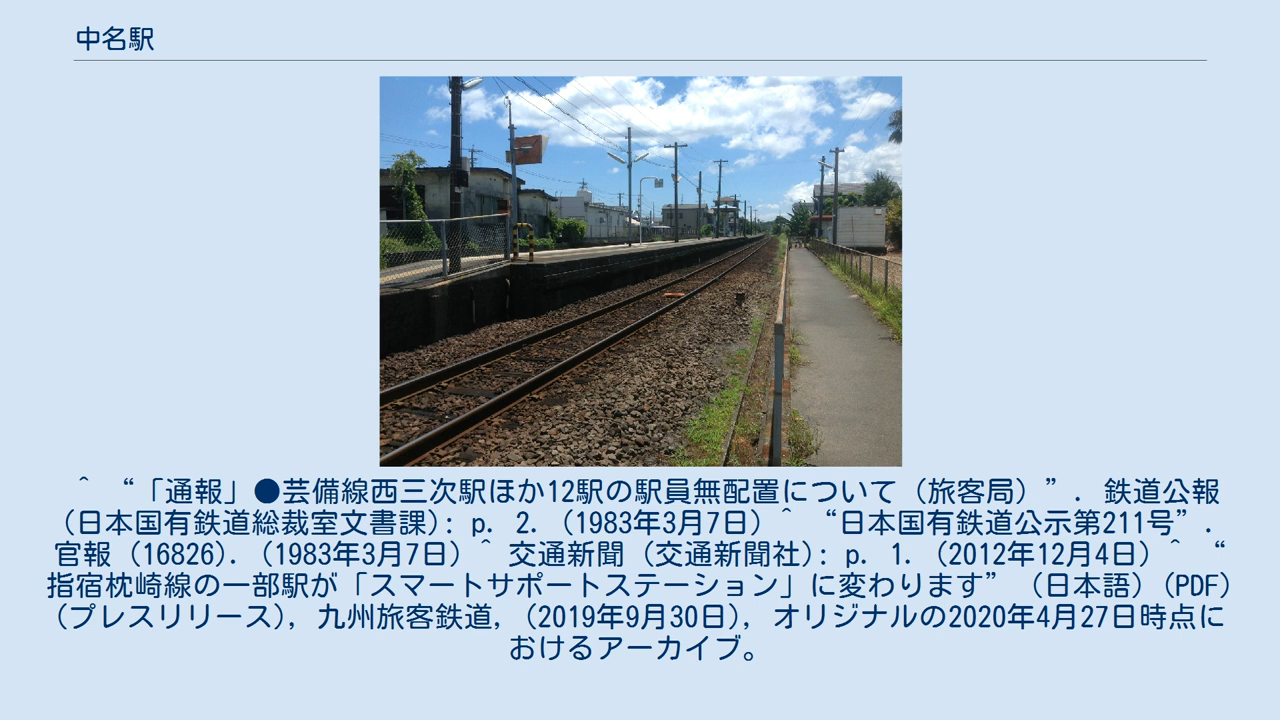 中名駅
^ “「通報」●芸備線西三次駅ほか12駅の駅員無配置について（旅客局）”. 鉄道公報
（日本国有鉄道総裁室文書課）: p. 2. （1983年3月7日）^ “日本国有鉄道公示第211号”.
官報（16826）. （1983年3月7日）^ 交通新聞（交通新聞社）: p. 1. （2012年12月4日）^ “
指宿枕崎線の一部駅が「スマートサポートステーション」に変わります” （日本語）（PDF）
（プレスリリース）, 九州旅客鉄道, （2019年9月30日）, オリジナルの2020年4月27日時点に
おけるアーカイブ。